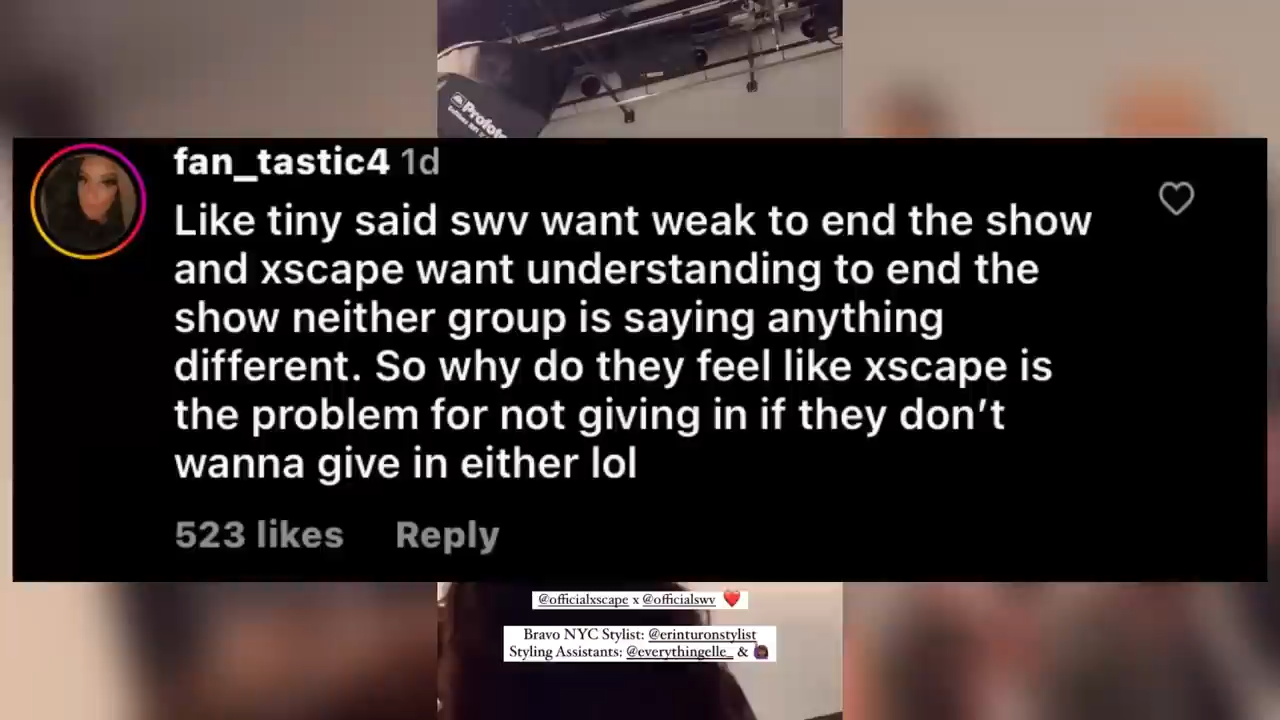 Profoto
fan_tastic4 1d
Like tiny said swv want weak to end the show
and xscape want understanding to end the
show neither group is saying anything
different. So why do they feel like xscape is
the problem for not giving in if they don’t
wanna give in either lol
523 likes Reply
@officialxscape x @officialswv ❤️
Bravo NYC Stylist: @erinturonstylist
Styling Assistants: @everythingelle_ & 🙋🏾‍♀️